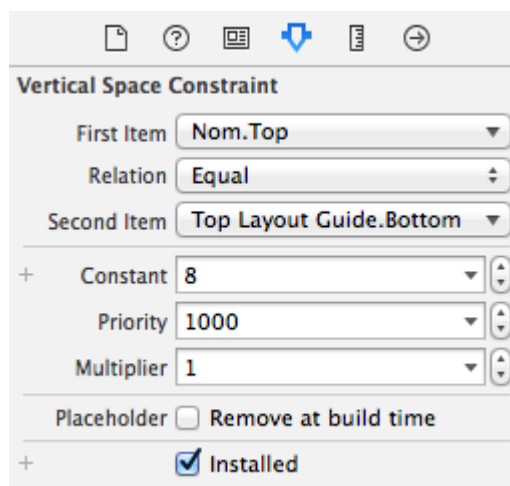 Vertical Space Constraint
First Item Nom.Top
Relation Equal
Second Item Top Layout Guide.Bottom
+ Constant 8
Priority 1000
Multiplier 1
Placeholder Remove at build time
+ Installed